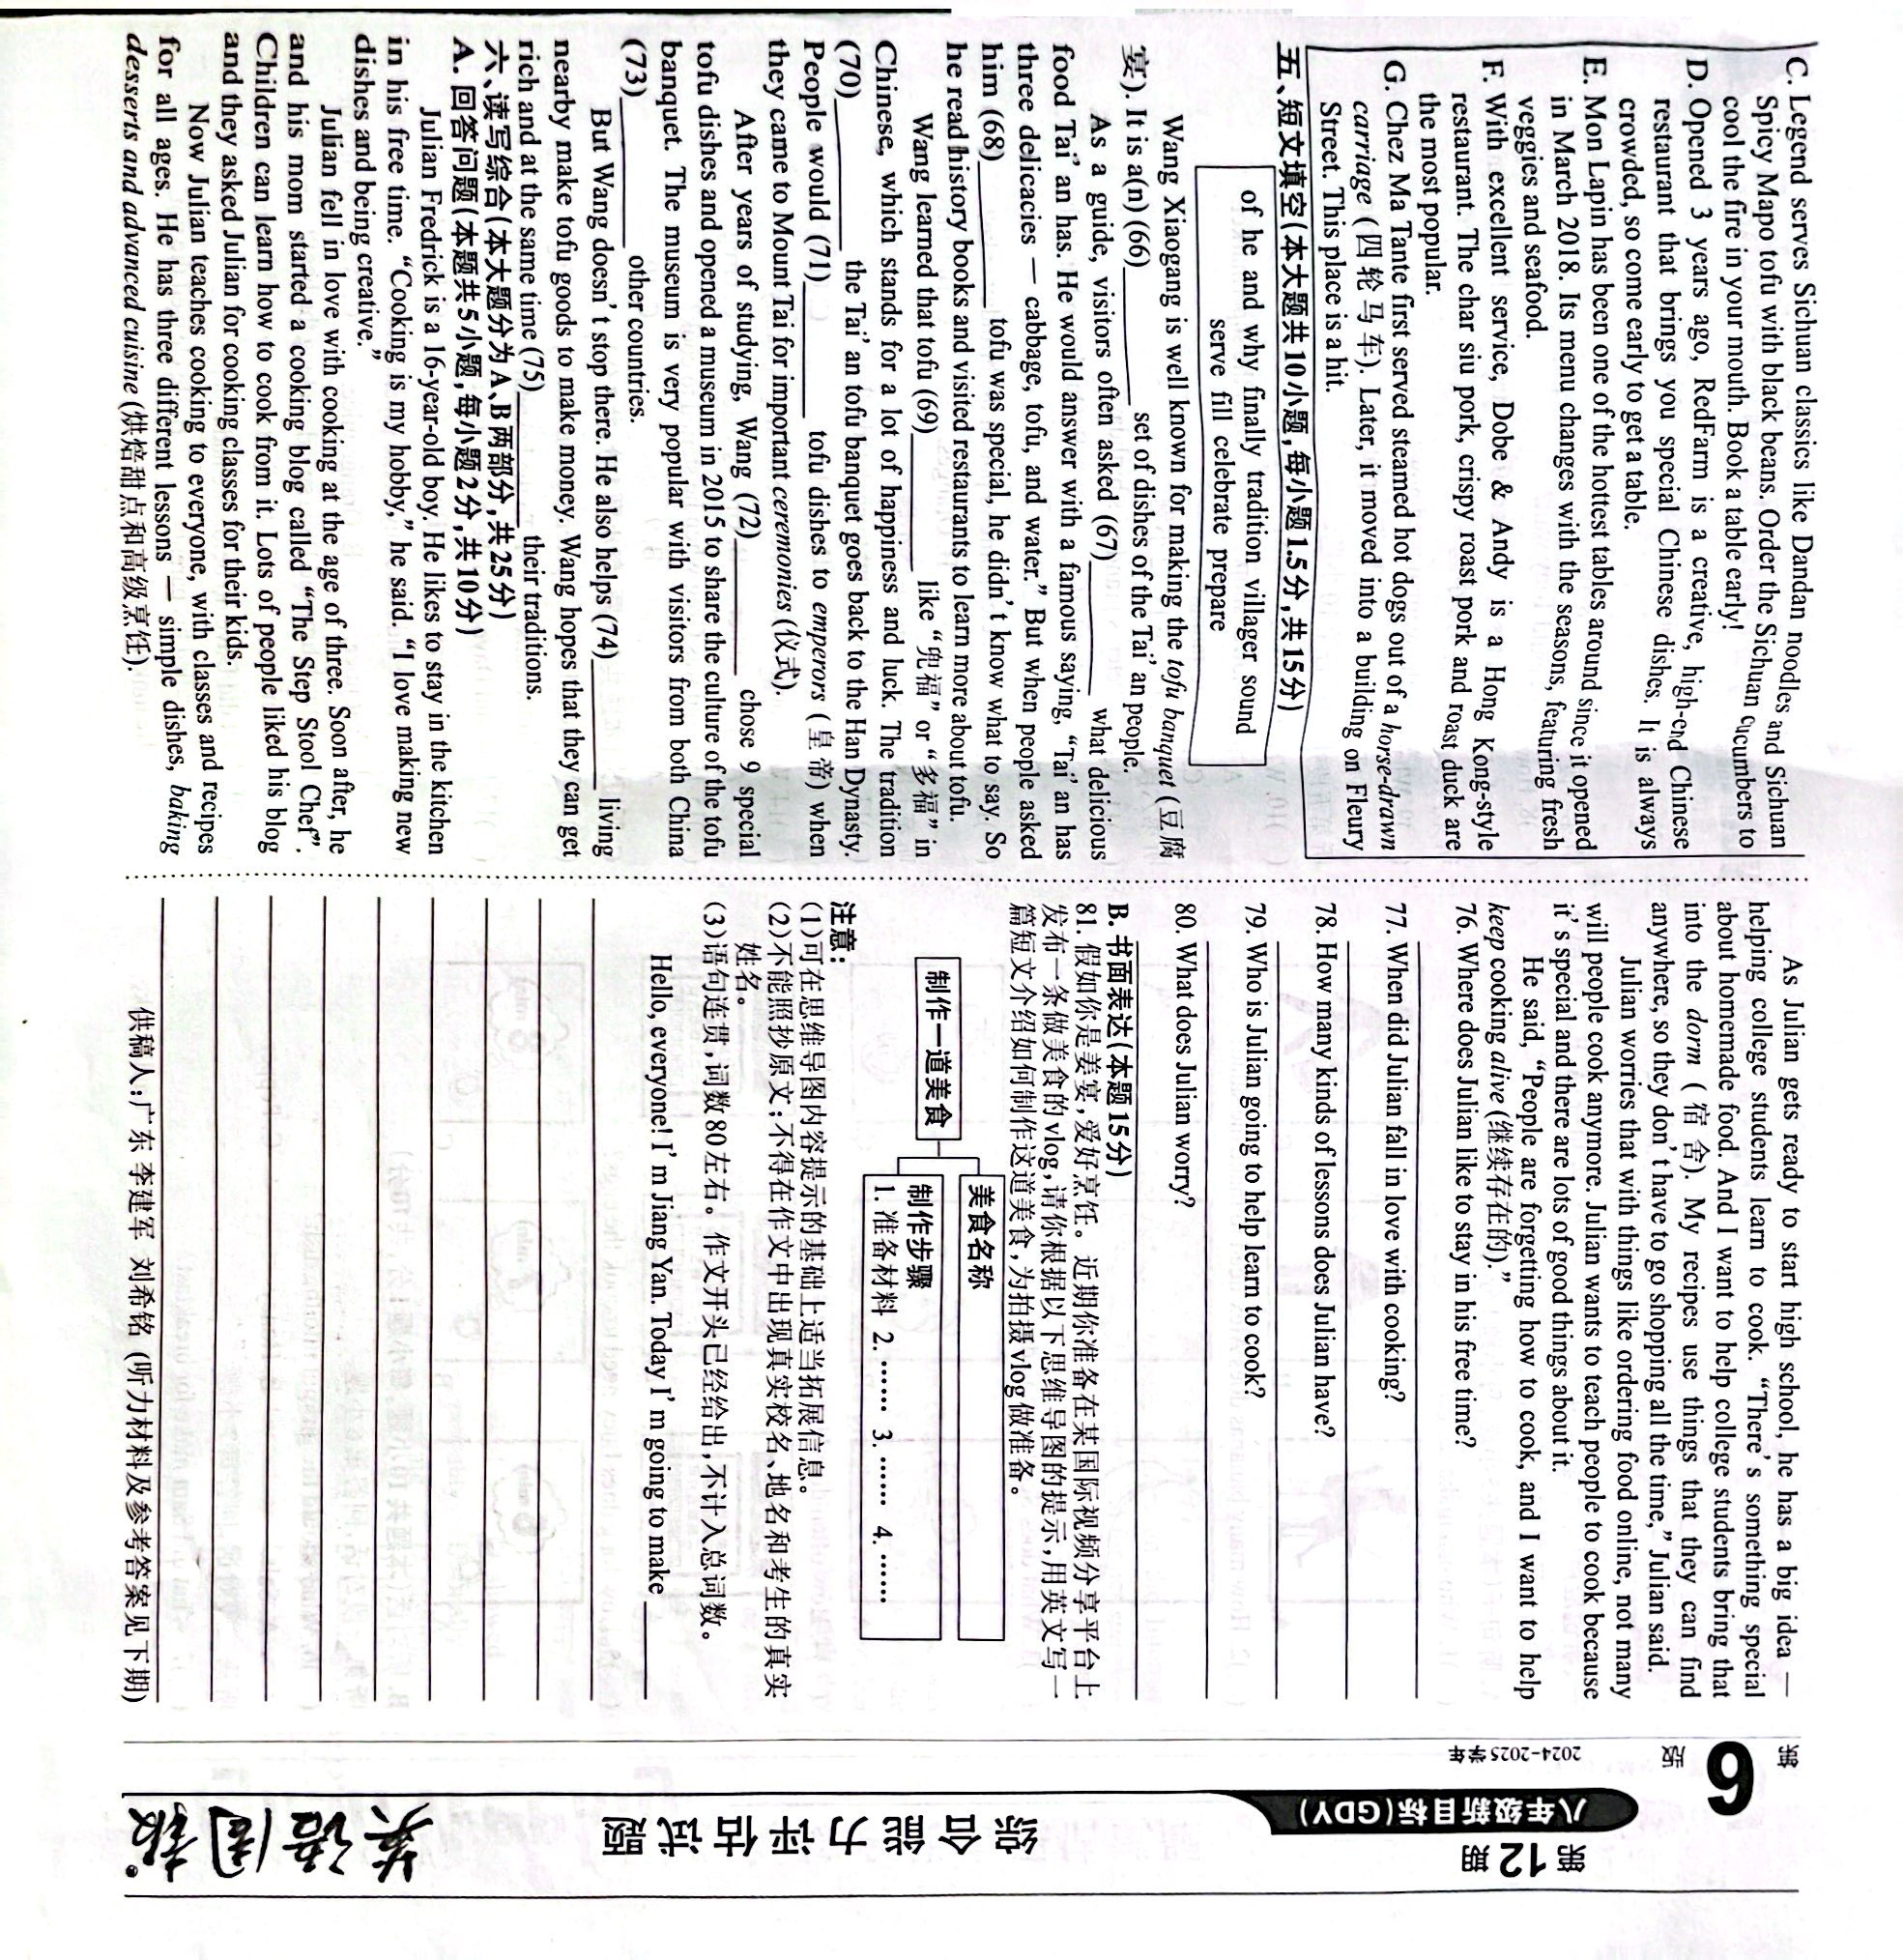 C. Legend serves Sichuan classics like Dandan noodles and Sichuan
Spicy Mapo tofu with black beans. Order the Sichuan cucumbers to
cool the fire in your mouth. Book a table early!
D. Opened 3 years ago, RedFarm is a creative, high-end Chinese
restaurant that brings you special Chinese dishes. It is always
crowded, so come early to get a table.
E. Mon Lapin has been one of the hottest tables around since it opened
in March 2018. Its menu changes with the seasons, featuring fresh
veggies and seafood.
F. With excellent service, Dobe & Andy is a Hong Kong-style
restaurant. The char siu pork, crispy roast pork and roast duck are
the most popular.
G. Chez Ma Tante first served steamed hot dogs out of a horse-drawn
carriage (四轮马车). Later, it moved into a building on Fleury
Street. This place is a hit.
五、短文填空(本大题共10小题,每小题1.5分,共15分)
of he and why finally tradition villager sound
serve fill celebrate prepare
Wang Xiaogang is well known for making the tofu banquet (豆腐
宴). It is a(n) (66)________ set of dishes of the Tai'an people.
As a guide, visitors often asked (67)________ what delicious
food Tai'an has. He would answer with a famous saying, "Tai'an has
three delicacies — cabbage, tofu, and water." But when people asked
him (68)________ tofu was special, he didn't know what to say. So
he read history books and visited restaurants to learn more about tofu.
Wang learned that tofu (69)________ like "兜福" or "多福" in
Chinese, which stands for a lot of happiness and luck. The tradition
(70)________ the Tai'an tofu banquet goes back to the Han Dynasty.
People would (71)________ tofu dishes to emperors (皇帝) when
they came to Mount Tai for important ceremonies (仪式).
After years of studying, Wang (72)________ chose 9 special
tofu dishes and opened a museum in 2015 to share the culture of the tofu
banquet. The museum is very popular with visitors from both China
(73)________ other countries.
But Wang doesn't stop there. He also helps (74)________ living
nearby make tofu goods to make money. Wang hopes that they can get
rich and at the same time (75)________ their traditions.
六、读写综合(本大题分为A、B两部分,共25分)
A. 回答问题(本题共5小题,每小题2分,共10分)
Julian Fredrick is a 16-year-old boy. He likes to stay in the kitchen
in his free time. "Cooking is my hobby," he said. "I love making new
dishes and being creative."
Julian fell in love with cooking at the age of three. Soon after, he
and his mom started a cooking blog called "The Step Stool Chef".
Children can learn how to cook from it. Lots of people liked his blog
and they asked Julian for cooking classes for their kids.
Now Julian teaches cooking to everyone, with classes and recipes
for all ages. He has three different lessons — simple dishes, baking
desserts and advanced cuisine (烘焙甜点和高级烹饪).
As Julian gets ready to start high school, he has a big idea —
helping college students learn to cook. "There's something special
about homemade food. And I want to help college students bring that
into the dorm (宿舍). My recipes use things that they can find
anywhere, so they don't have to go shopping all the time," Julian said.
Julian worries that with things like ordering food online, not many
will people cook anymore. Julian wants to teach people to cook because
it's special and there are lots of good things about it.
He said, "People are forgetting how to cook, and I want to help
keep cooking alive (继续存在的)."
76. Where does Julian like to stay in his free time?
77. When did Julian fall in love with cooking?
78. How many kinds of lessons does Julian have?
79. Who is Julian going to help learn to cook?
80. What does Julian worry?
B. 书面表达(本题15分)
81. 假如你是姜宴,爱好烹饪。近期你准备在某国际视频分享平台上
发布一条做美食的vlog,请你根据以下思维导图的提示,用英文写一
篇短文介绍如何制作这道美食,为拍摄vlog做准备。
制作一道美食
美食名称
制作步骤
1. 准备材料 2. …… 3. …… 4. ……
注意:
(1)可在思维导图内容提示的基础上适当拓展信息。
(2)不能照抄原文;不得在作文中出现真实校名、地名和考生的真实
姓名。
(3)语句连贯,词数80左右。作文开头已经给出,不计入总词数。
Hello, everyone! I'm Jiang Yan. Today I'm going to make ________
供稿人:广东 李建军 刘希铭 (听力材料及参考答案见下期)
第6版
2024-2025学年
八年级新目标(GDY)
第12期
综合能力评估试题
英语周报